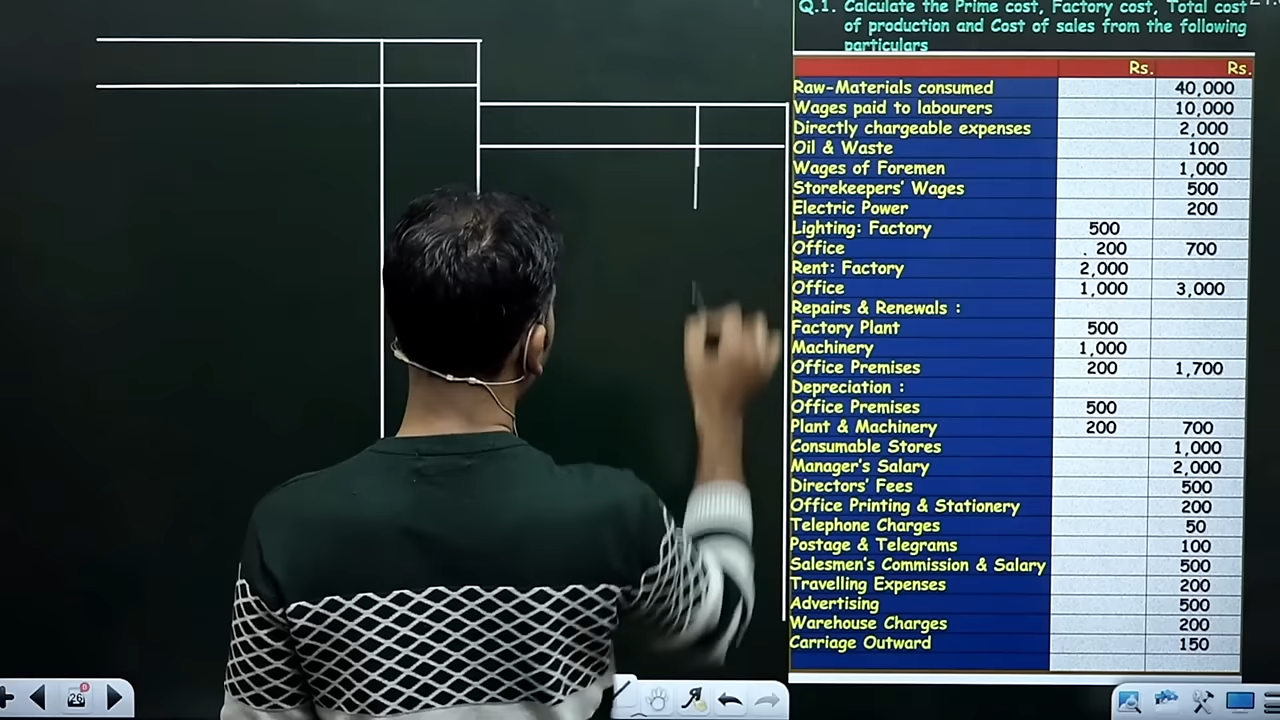 Q.1. Calculate the Prime cost, Factory cost, Total cost
of production and Cost of sales from the following
particulars
Rs. Rs.
Raw-Materials consumed 40,000
Wages paid to labourers 10,000
Directly chargeable expenses 2,000
Oil & Waste 100
Wages of Foremen 1,000
Storekeepers' Wages 500
Electric Power 200
Lighting: Factory 500
Office . 200 700
Rent: Factory 2,000
Office 1,000 3,000
Repairs & Renewals :
Factory Plant 500
Machinery 1,000
Office Premises 200 1,700
Depreciation :
Office Premises 500
Plant & Machinery 200 700
Consumable Stores 1,000
Manager's Salary 2,000
Directors' Fees 500
Office Printing & Stationery 200
Telephone Charges 50
Postage & Telegrams 100
Salesmen's Commission & Salary 500
Travelling Expenses 200
Advertising 500
Warehouse Charges 200
Carriage Outward 150
26